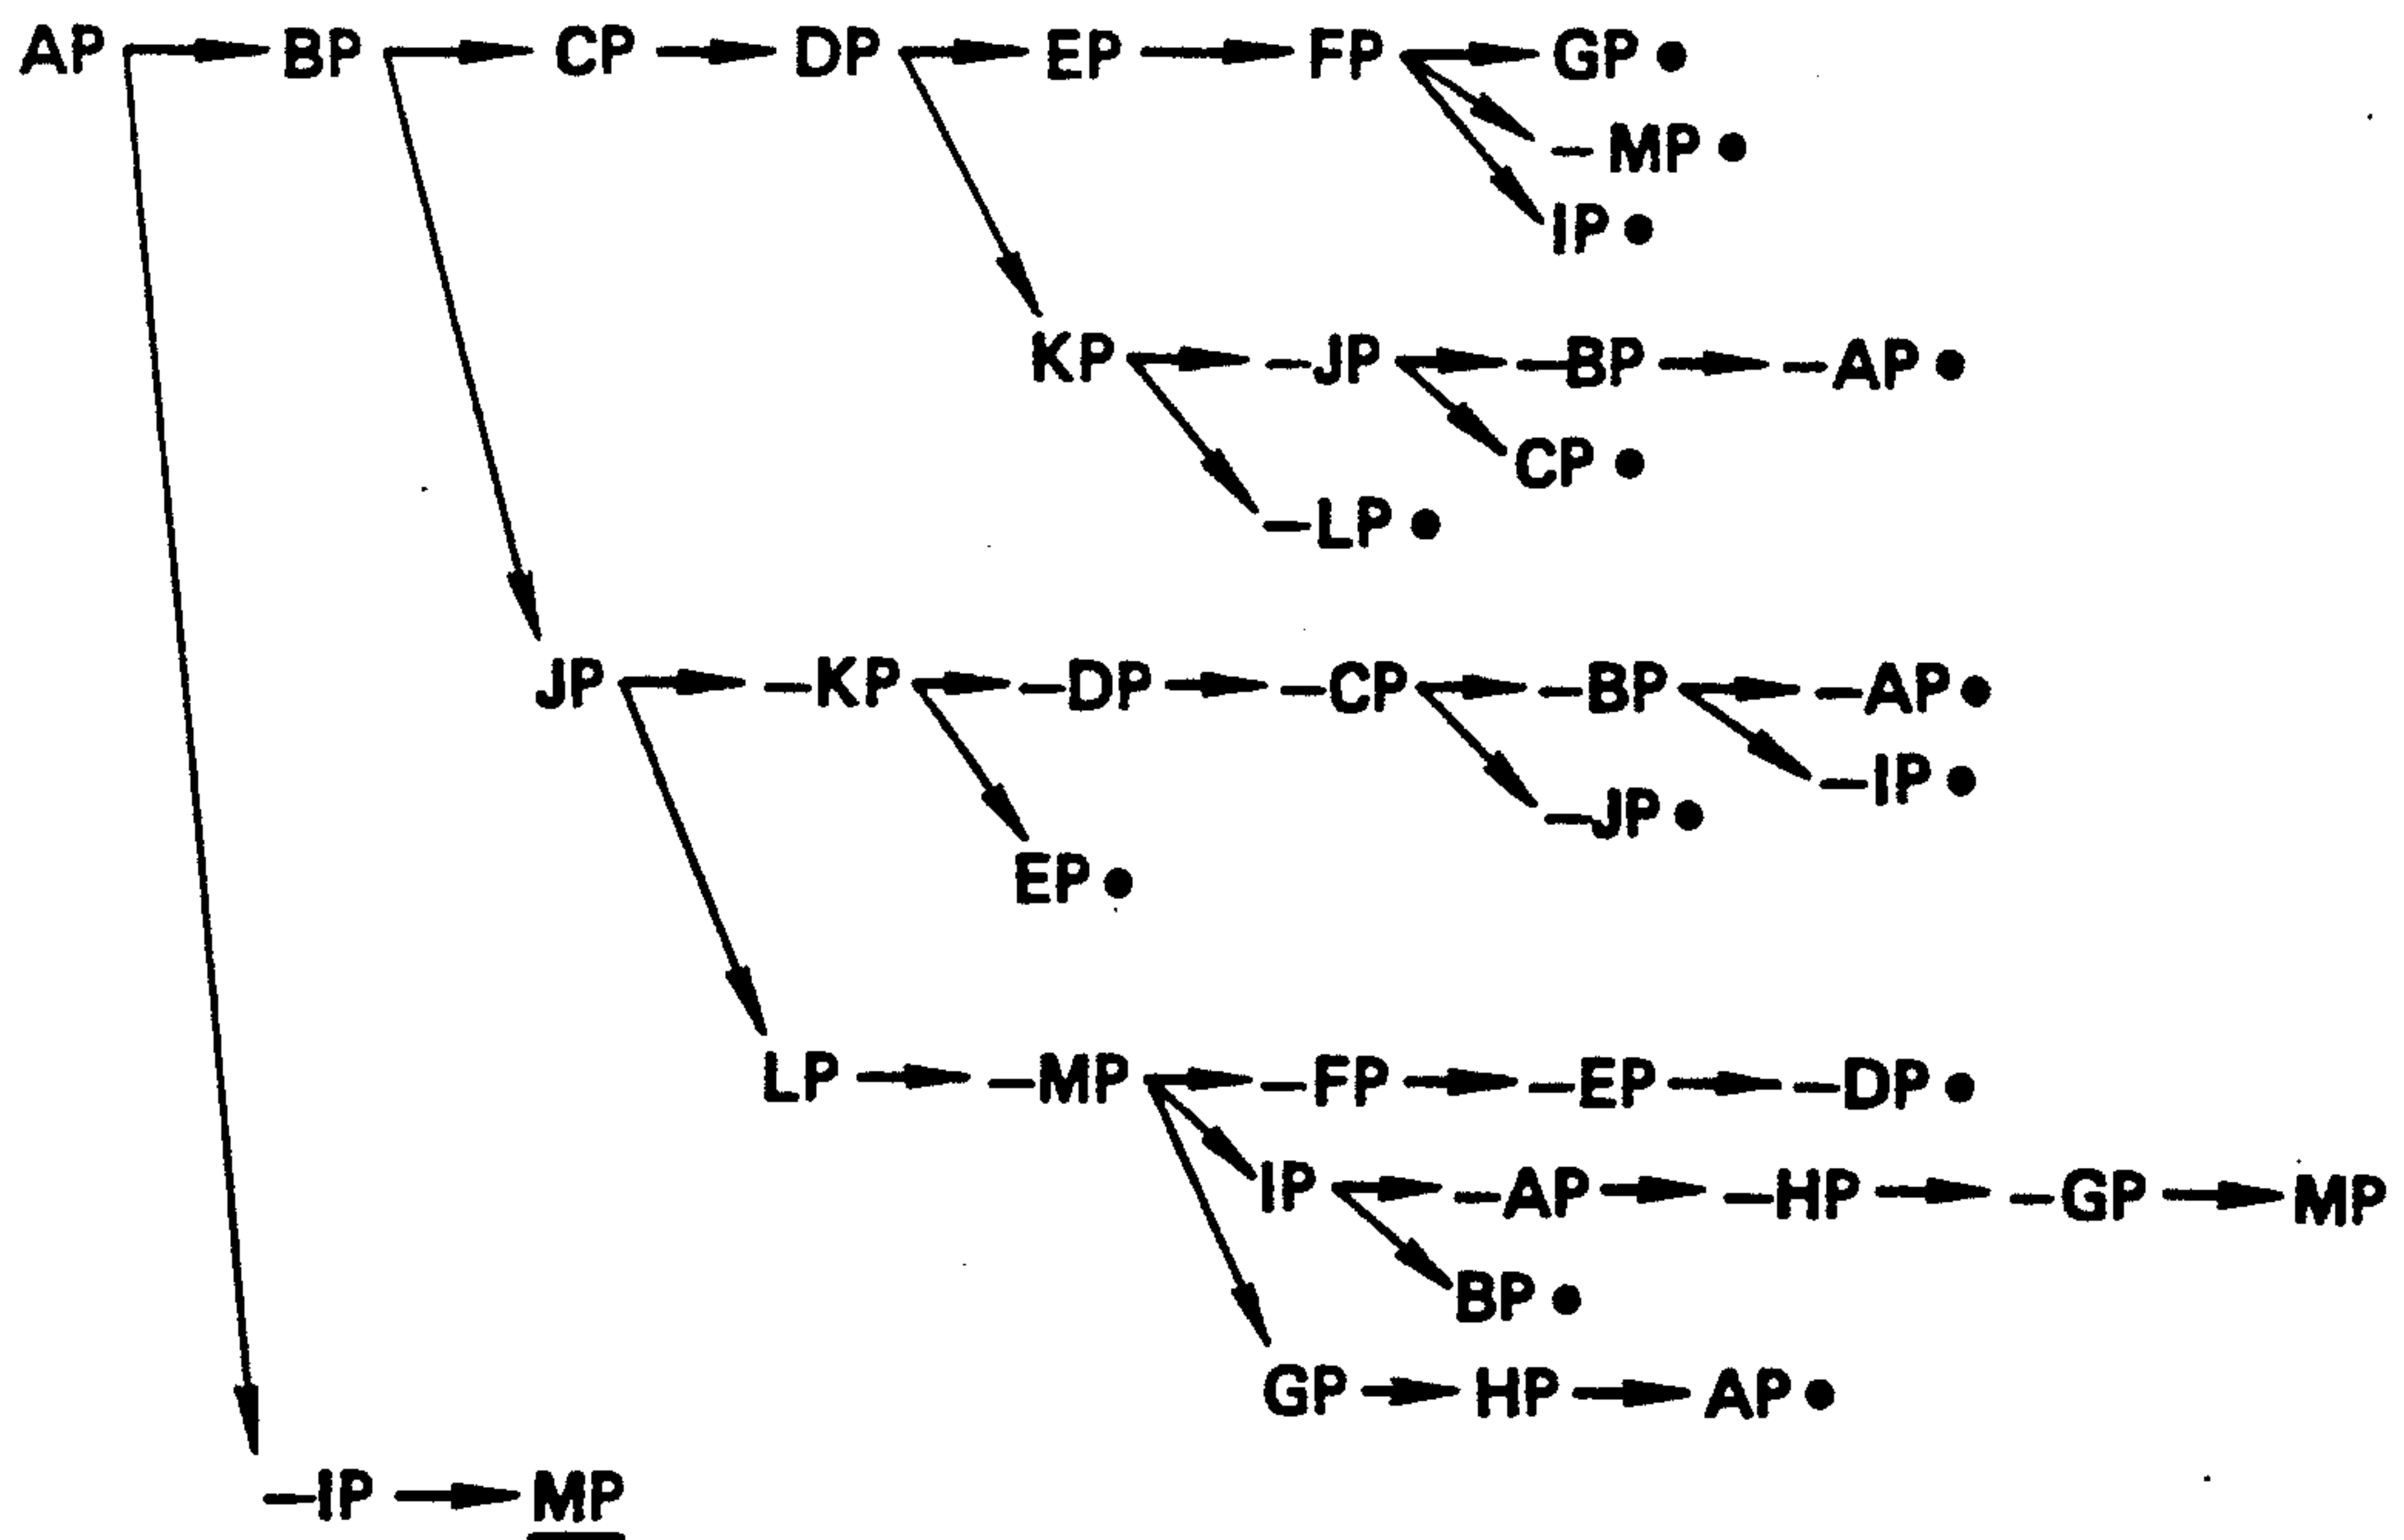 AP BP CP DP EP FP GP ●
– MP ●
IP ●
KP –JP –BP –AP ●
CP ●
–LP ●
JP –KP –DP –CP –BP –AP ●
–IP ●
–JP ●
EP ●
LP –MP –FP –EP –DP ●
IP –AP –HP –GP MP
BP ●
GP HP AP ●
–IP MP